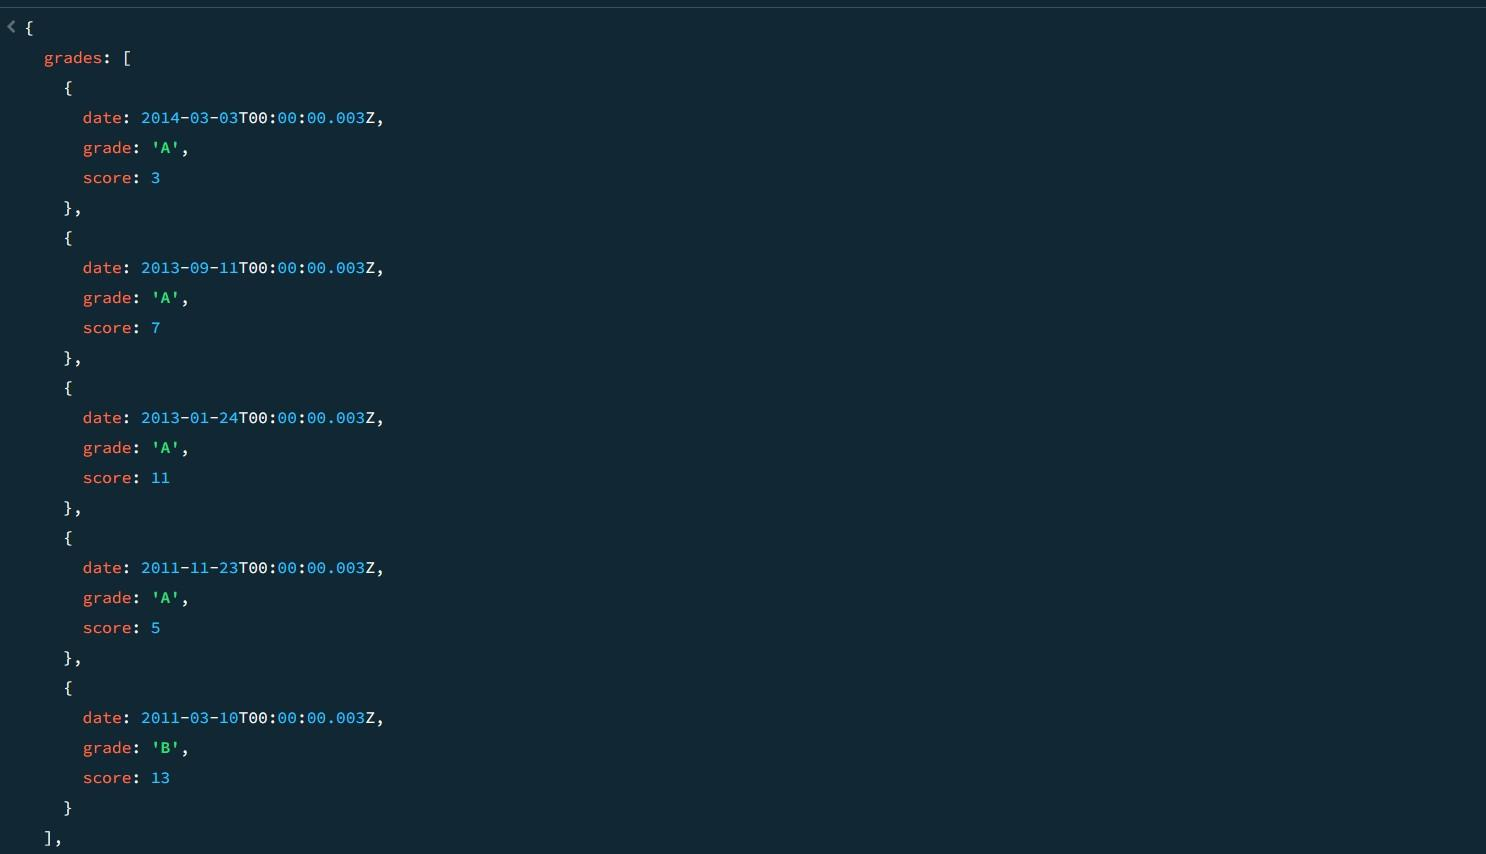 {
grades: [
{
date: 2014-03-03T00:00:00.003Z,
grade: 'A',
score: 3
},
{
date: 2013-09-11T00:00:00.003Z,
grade: 'A',
score: 7
},
{
date: 2013-01-24T00:00:00.003Z,
grade: 'A',
score: 11
},
{
date: 2011-11-23T00:00:00.003Z,
grade: 'A',
score: 5
},
{
date: 2011-03-10T00:00:00.003Z,
grade: 'B',
score: 13
}
],